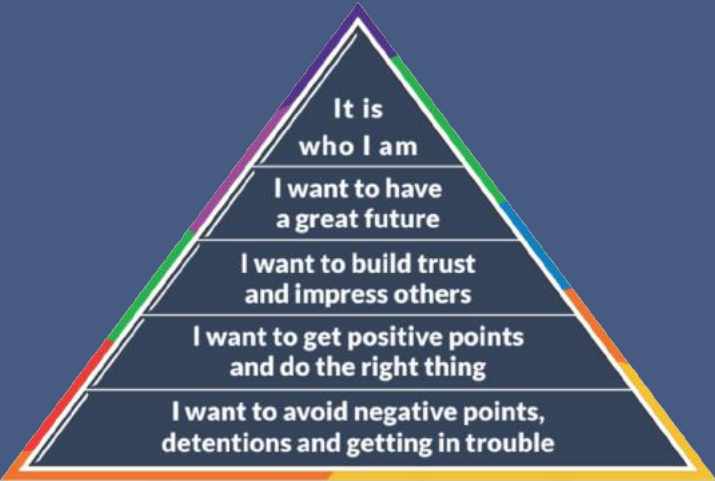 It is
who I am
I want to have
a great future
I want to build trust
and impress others
I want to get positive points
and do the right thing
I want to avoid negative points,
detentions and getting in trouble